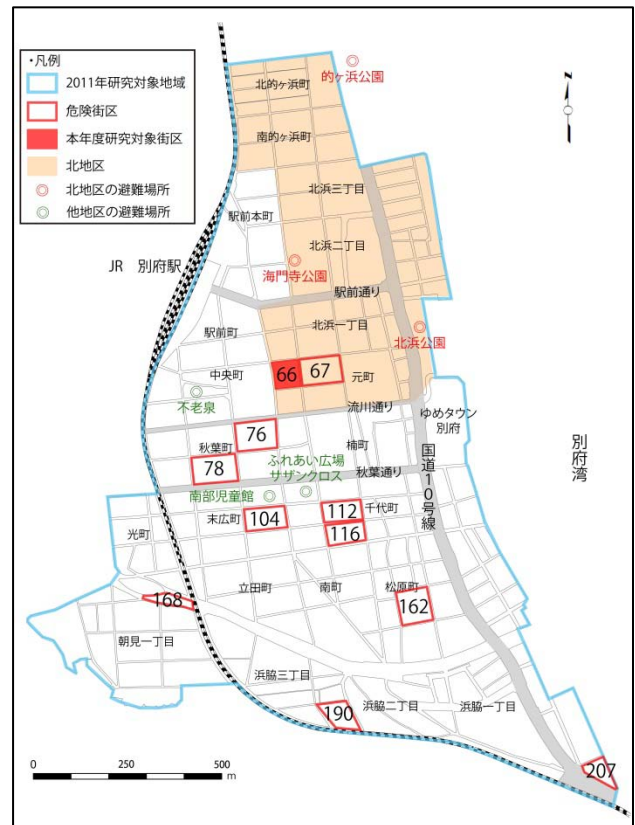 ・凡例
2011年研究対象地域
危険街区
本年度研究対象街区
北地区
北地区の避難場所
他地区の避難場所
的ヶ浜公園
N
北的ヶ浜町
南的ヶ浜町
北浜三丁目
駅前本町
北浜二丁目
JR 別府駅
海門寺公園
駅前通り
駅前町
北浜一丁目
北浜公園
中央町
66
67
元町
不老泉
流川通り
ゆめタウン
別府
76
秋葉町
楠町
78
ふれあい広場
サザンクロス
秋葉通り
国道10号線
別府湾
南部児童館
末広町
104
112
千代町
116
光町
立田町
南町
松原町
168
162
朝見一丁目
浜脇三丁目
190
浜脇二丁目
浜脇一丁目
207
0 250 500
m